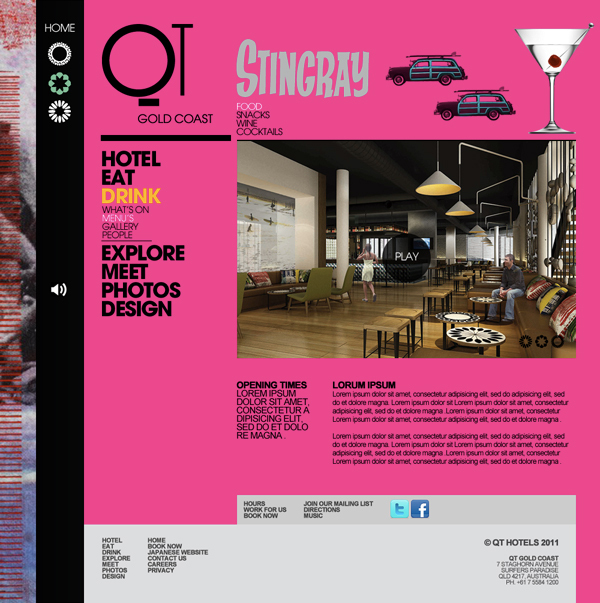 HOME
QT
GOLD COAST
HOTEL
EAT
DRINK
WHAT'S ON
MENU'S
GALLERY
PEOPLE
EXPLORE
MEET
PHOTOS
DESIGN
STINGRAY
FOOD
SNACKS
WINE
COCKTAILS
PLAY
OPENING TIMES
LOREM IPSUM
DOLOR SIT AMET,
CONSECTETUR A
DIPISICING ELIT,
SED DO ET DOLO
RE MAGNA .
LORUM IPSUM
Lorem ipsum dolor sit amet, consectetur adipisicing elit, sed do adipisicing elit, sed
do et dolore magna. Lorem ipsum dolor sit Lorem ipsum dolor sit amet, consectetur
adipisicing elit, sed do et dolore magna. Lorem ipsum dolor sit amet, consectetur
Lorem ipsum dolor sit amet, consectetur adipisicing elit, sed do et dolore magna .
Lorem ipsum dolor sit amet, consectetur adipisicing elit, sed do adipisicing elit, sed
do et dolore magna. Lorem ipsum dolor sit Lorem ipsum dolor sit amet, consectetur
adipisicing elit, sed do et dolore magna. Lorem ipsum dolor sit amet, consectetur
Lorem ipsum dolor sit amet, consectetur adipisicing elit, sed do et dolore magna .
HOURS
WORK FOR US
BOOK NOW
JOIN OUR MAILING LIST
DIRECTIONS
MUSIC
HOTEL
EAT
DRINK
EXPLORE
MEET
PHOTOS
DESIGN
HOME
BOOK NOW
JAPANESE WEBSITE
CONTACT US
CAREERS
PRIVACY
© QT HOTELS 2011
QT GOLD COAST
7 STAGHORN AVENUE
SURFERS PARADISE
QLD 4217, AUSTRALIA
PH: +61 7 5584 1200